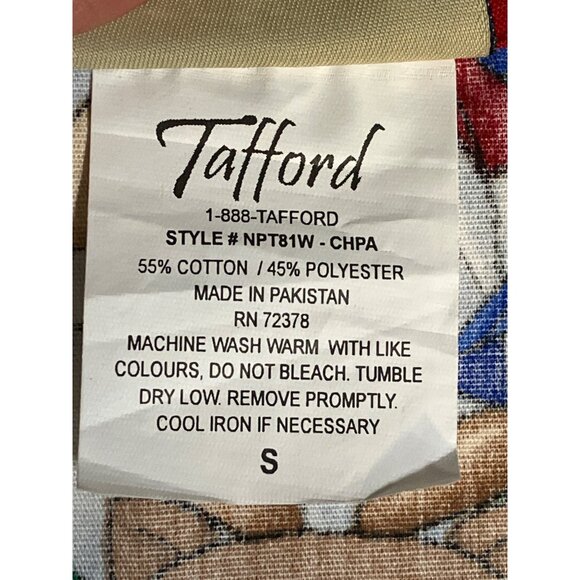 Tafford
1-888-TAFFORD
STYLE # NPT81W - CHPA
55% COTTON / 45% POLYESTER
MADE IN PAKISTAN
RN 72378
MACHINE WASH WARM WITH LIKE
COLOURS, DO NOT BLEACH. TUMBLE
DRY LOW. REMOVE PROMPTLY.
COOL IRON IF NECESSARY
S